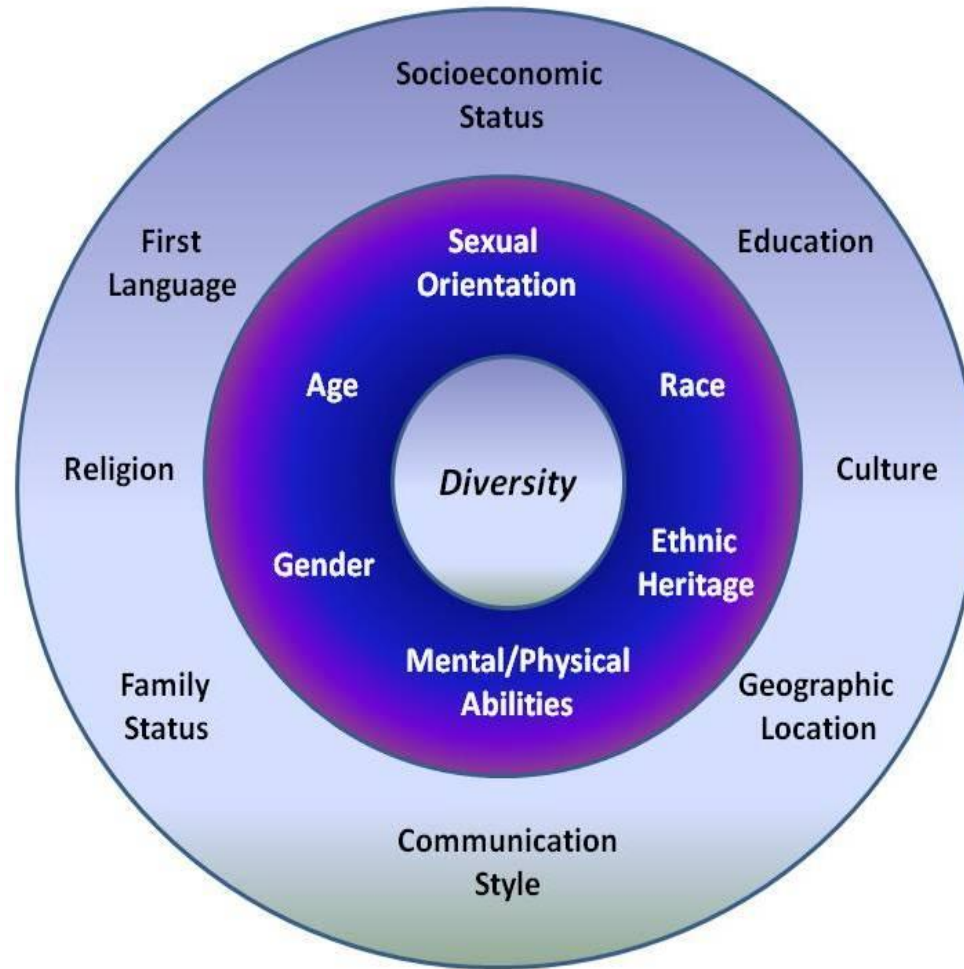 Socioeconomic
Status
First
Language
Education
Sexual
Orientation
Age
Race
Religion
Diversity
Culture
Gender
Ethnic
Heritage
Mental/Physical
Abilities
Family
Status
Geographic
Location
Communication
Style